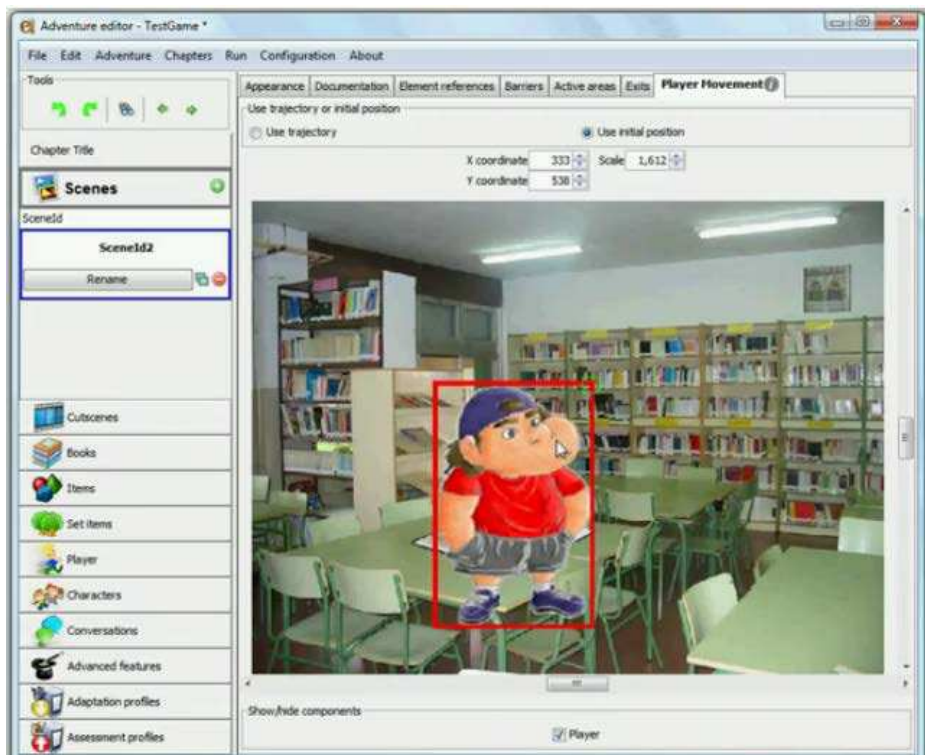 Adventure editor - TestGame *
File Edit Adventure Chapters Run Configuration About
Tools
Chapter Title
Scenes
SceneId
SceneId2
Rename
Cutscenes
Books
Items
Set items
Player
Characters
Conversations
Advanced features
Adaptation profiles
Assessment profiles
Appearance Documentation Element references Barriers Active areas Exits Player Movement
Use trajectory or initial position
Use trajectory Use initial position
X coordinate 333 Scale 1,612
Y coordinate 538
Show/hide components
Player